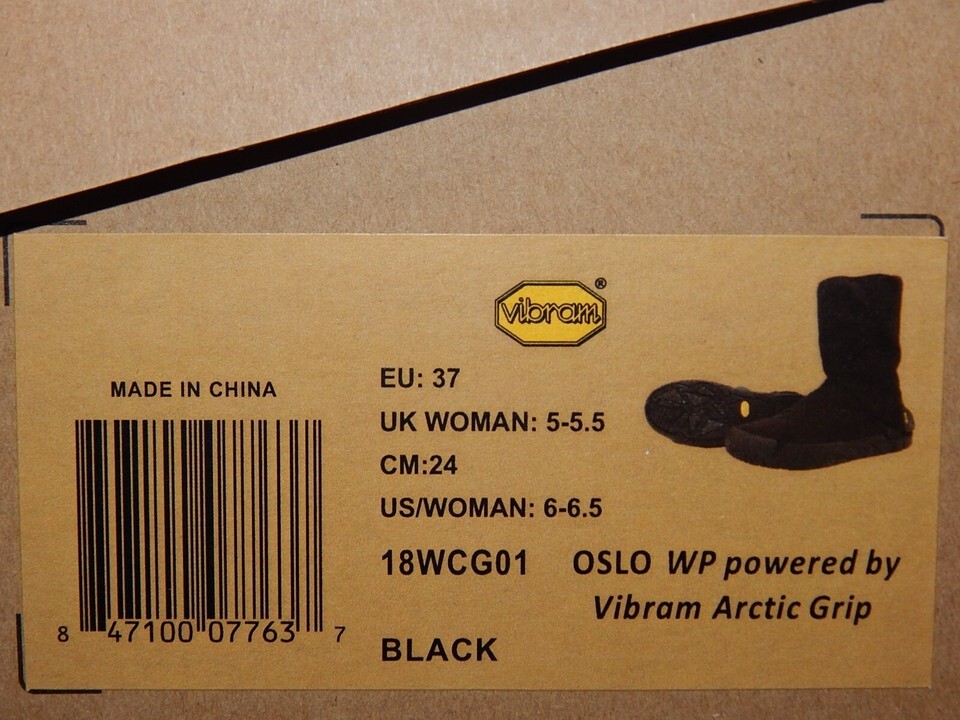 vibram®
MADE IN CHINA
8 47100 07763 7
EU: 37
UK WOMAN: 5-5.5
CM:24
US/WOMAN: 6-6.5
18WCG01
OSLO WP powered by
Vibram Arctic Grip
BLACK